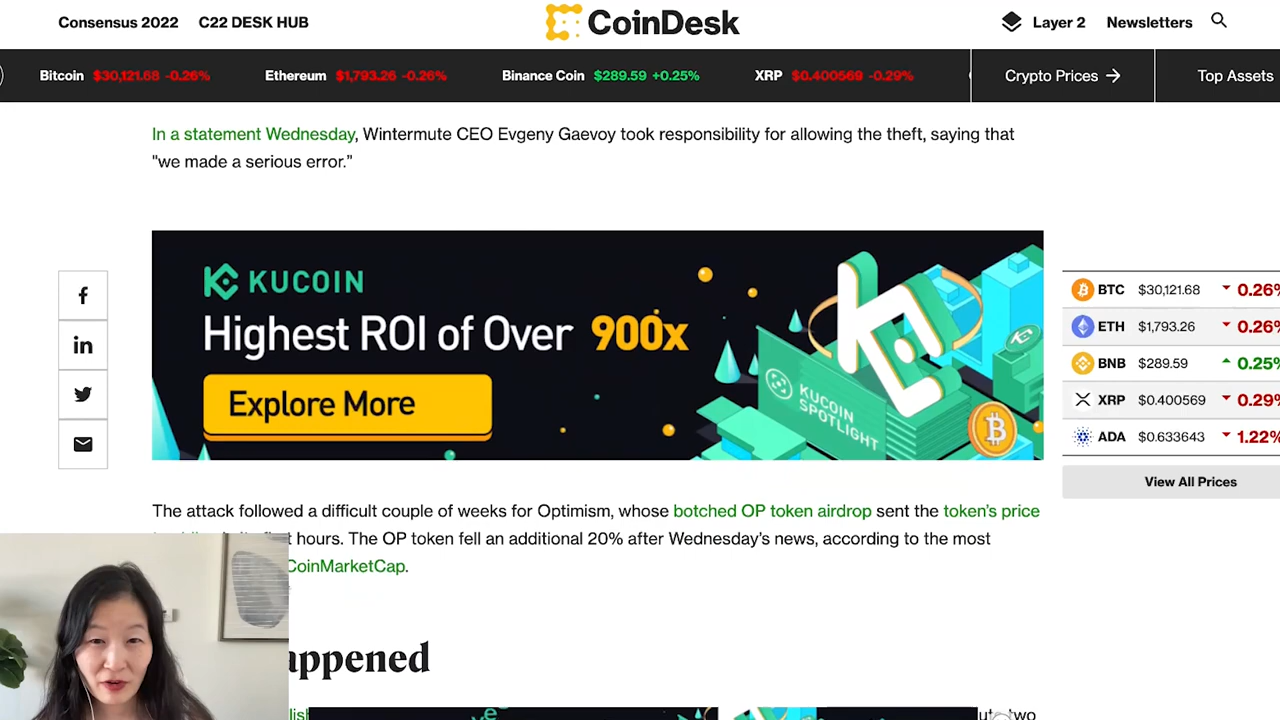 Consensus 2022 C22 DESK HUB CoinDesk Layer 2 Newsletters
Bitcoin $30,121.68 -0.26% Ethereum $1,793.26 -0.26% Binance Coin $289.59 +0.25% XRP $0.400569 -0.29% Crypto Prices → Top Assets
In a statement Wednesday, Wintermute CEO Evgeny Gaevoy took responsibility for allowing the theft, saying that
"we made a serious error.”
KUCOIN
Highest ROI of Over 900x
Explore More
KUCOIN
SPOTLIGHT
BTC $30,121.68 0.26%
ETH $1,793.26 0.26%
BNB $289.59 0.25%
XRP $0.400569 0.29%
ADA $0.633643 1.22%
View All Prices
The attack followed a difficult couple of weeks for Optimism, whose botched OP token airdrop sent the token’s price
hours. The OP token fell an additional 20% after Wednesday’s news, according to the most
CoinMarketCap.
appened
two